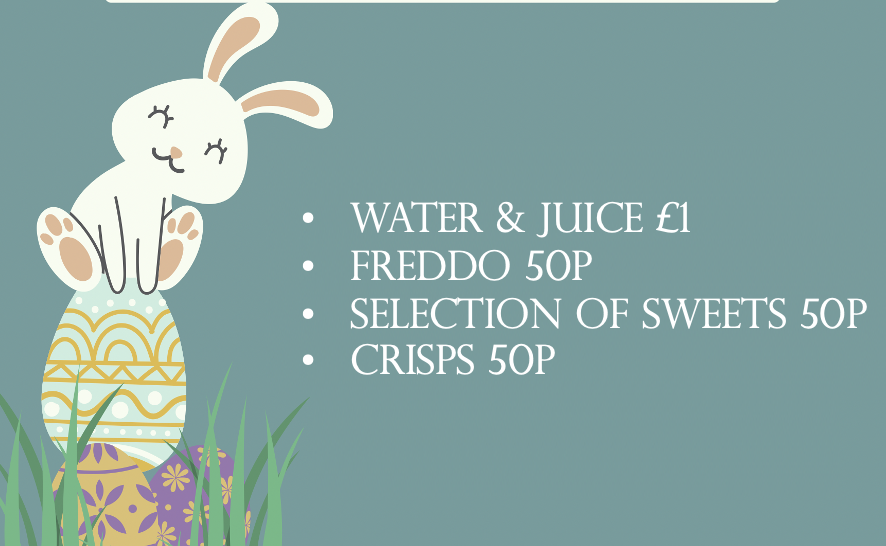 • WATER & JUICE £1
• FREDDO 50P
• SELECTION OF SWEETS 50P
• CRISPS 50P